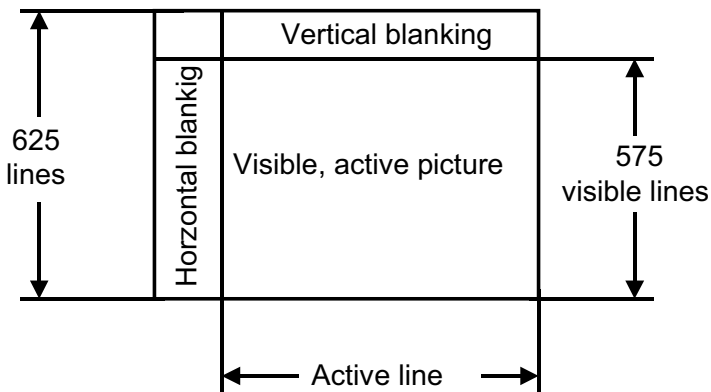 Vertical blanking
Horzontal blankig
625
lines
Visible, active picture
575
visible lines
Active line